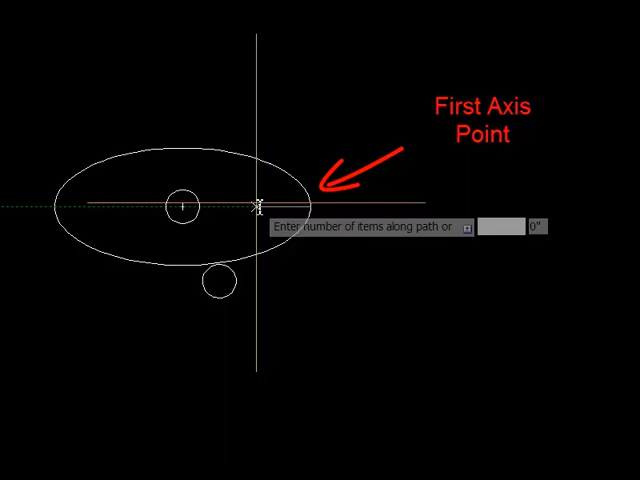 First Axis
Point
Enter number of items along path or
0"